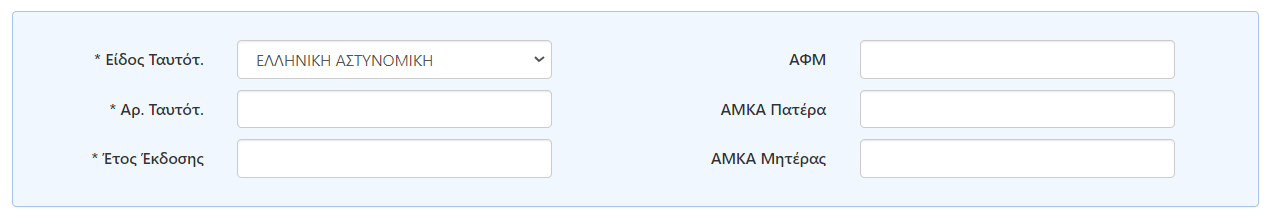 * Είδος Ταυτότ. ΕΛΛΗΝΙΚΗ ΑΣΤΥΝΟΜΙΚΗ ΑΦΜ
* Αρ. Ταυτότ. ΑΜΚΑ Πατέρα
* Έτος Έκδοσης ΑΜΚΑ Μητέρας